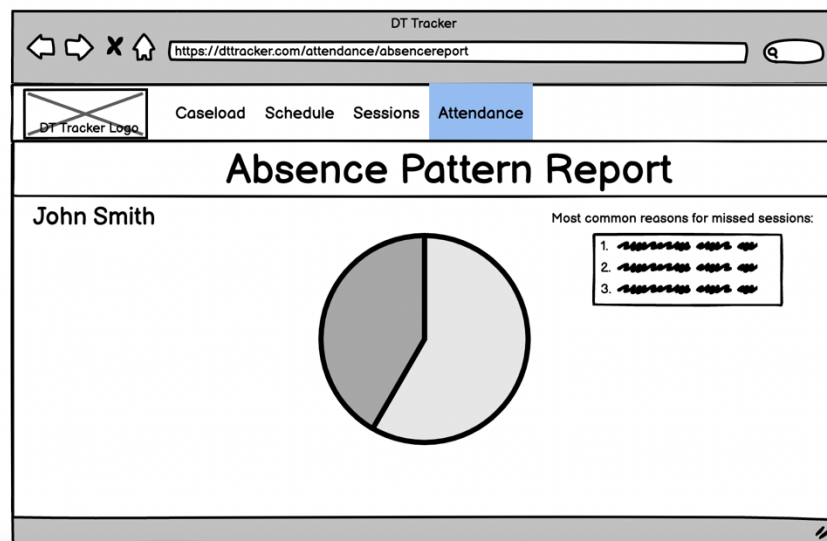 DT Tracker
https://dttracker.com/attendance/absencereport
DT Tracker Logo
Caseload Schedule Sessions Attendance
Absence Pattern Report
John Smith
Most common reasons for missed sessions:
1.
2.
3.